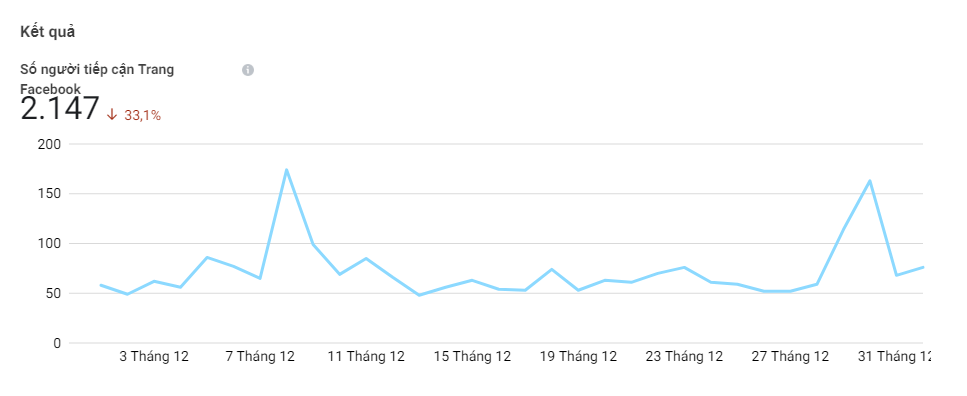 Kết quả
Số người tiếp cận Trang
Facebook
2.147 ↓ 33,1%
200
150
100
50
0
3 Tháng 12 7 Tháng 12 11 Tháng 12 15 Tháng 12 19 Tháng 12 23 Tháng 12 27 Tháng 12 31 Tháng 12